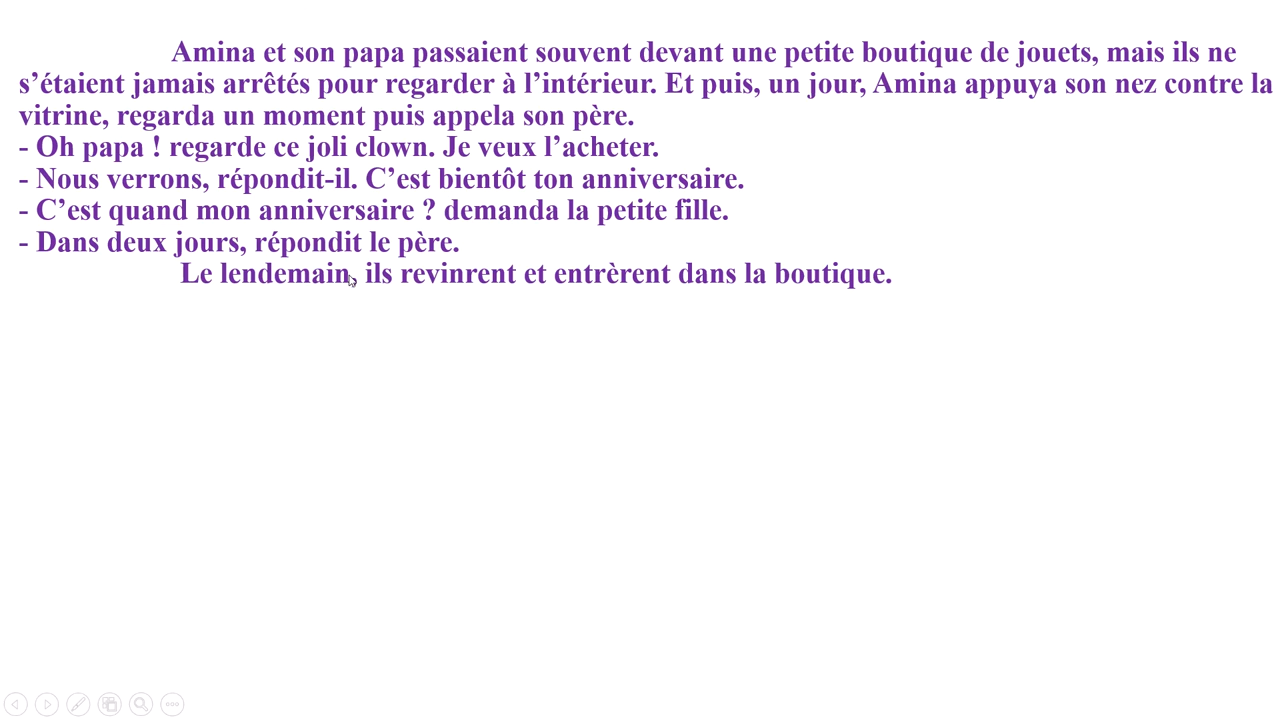 Amina et son papa passaient souvent devant une petite boutique de jouets, mais ils ne
s’étaient jamais arrêtés pour regarder à l’intérieur. Et puis, un jour, Amina appuya son nez contre la
vitrine, regarda un moment puis appela son père.
- Oh papa ! regarde ce joli clown. Je veux l’acheter.
- Nous verrons, répondit-il. C’est bientôt ton anniversaire.
- C’est quand mon anniversaire ? demanda la petite fille.
- Dans deux jours, répondit le père.
Le lendemain, ils revinrent et entrèrent dans la boutique.